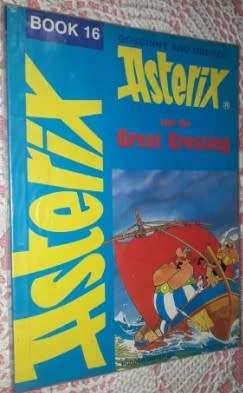 BOOK 16
GOSCINNY AND UDERZO
Asterix
Asterix
and the
Great Crossing